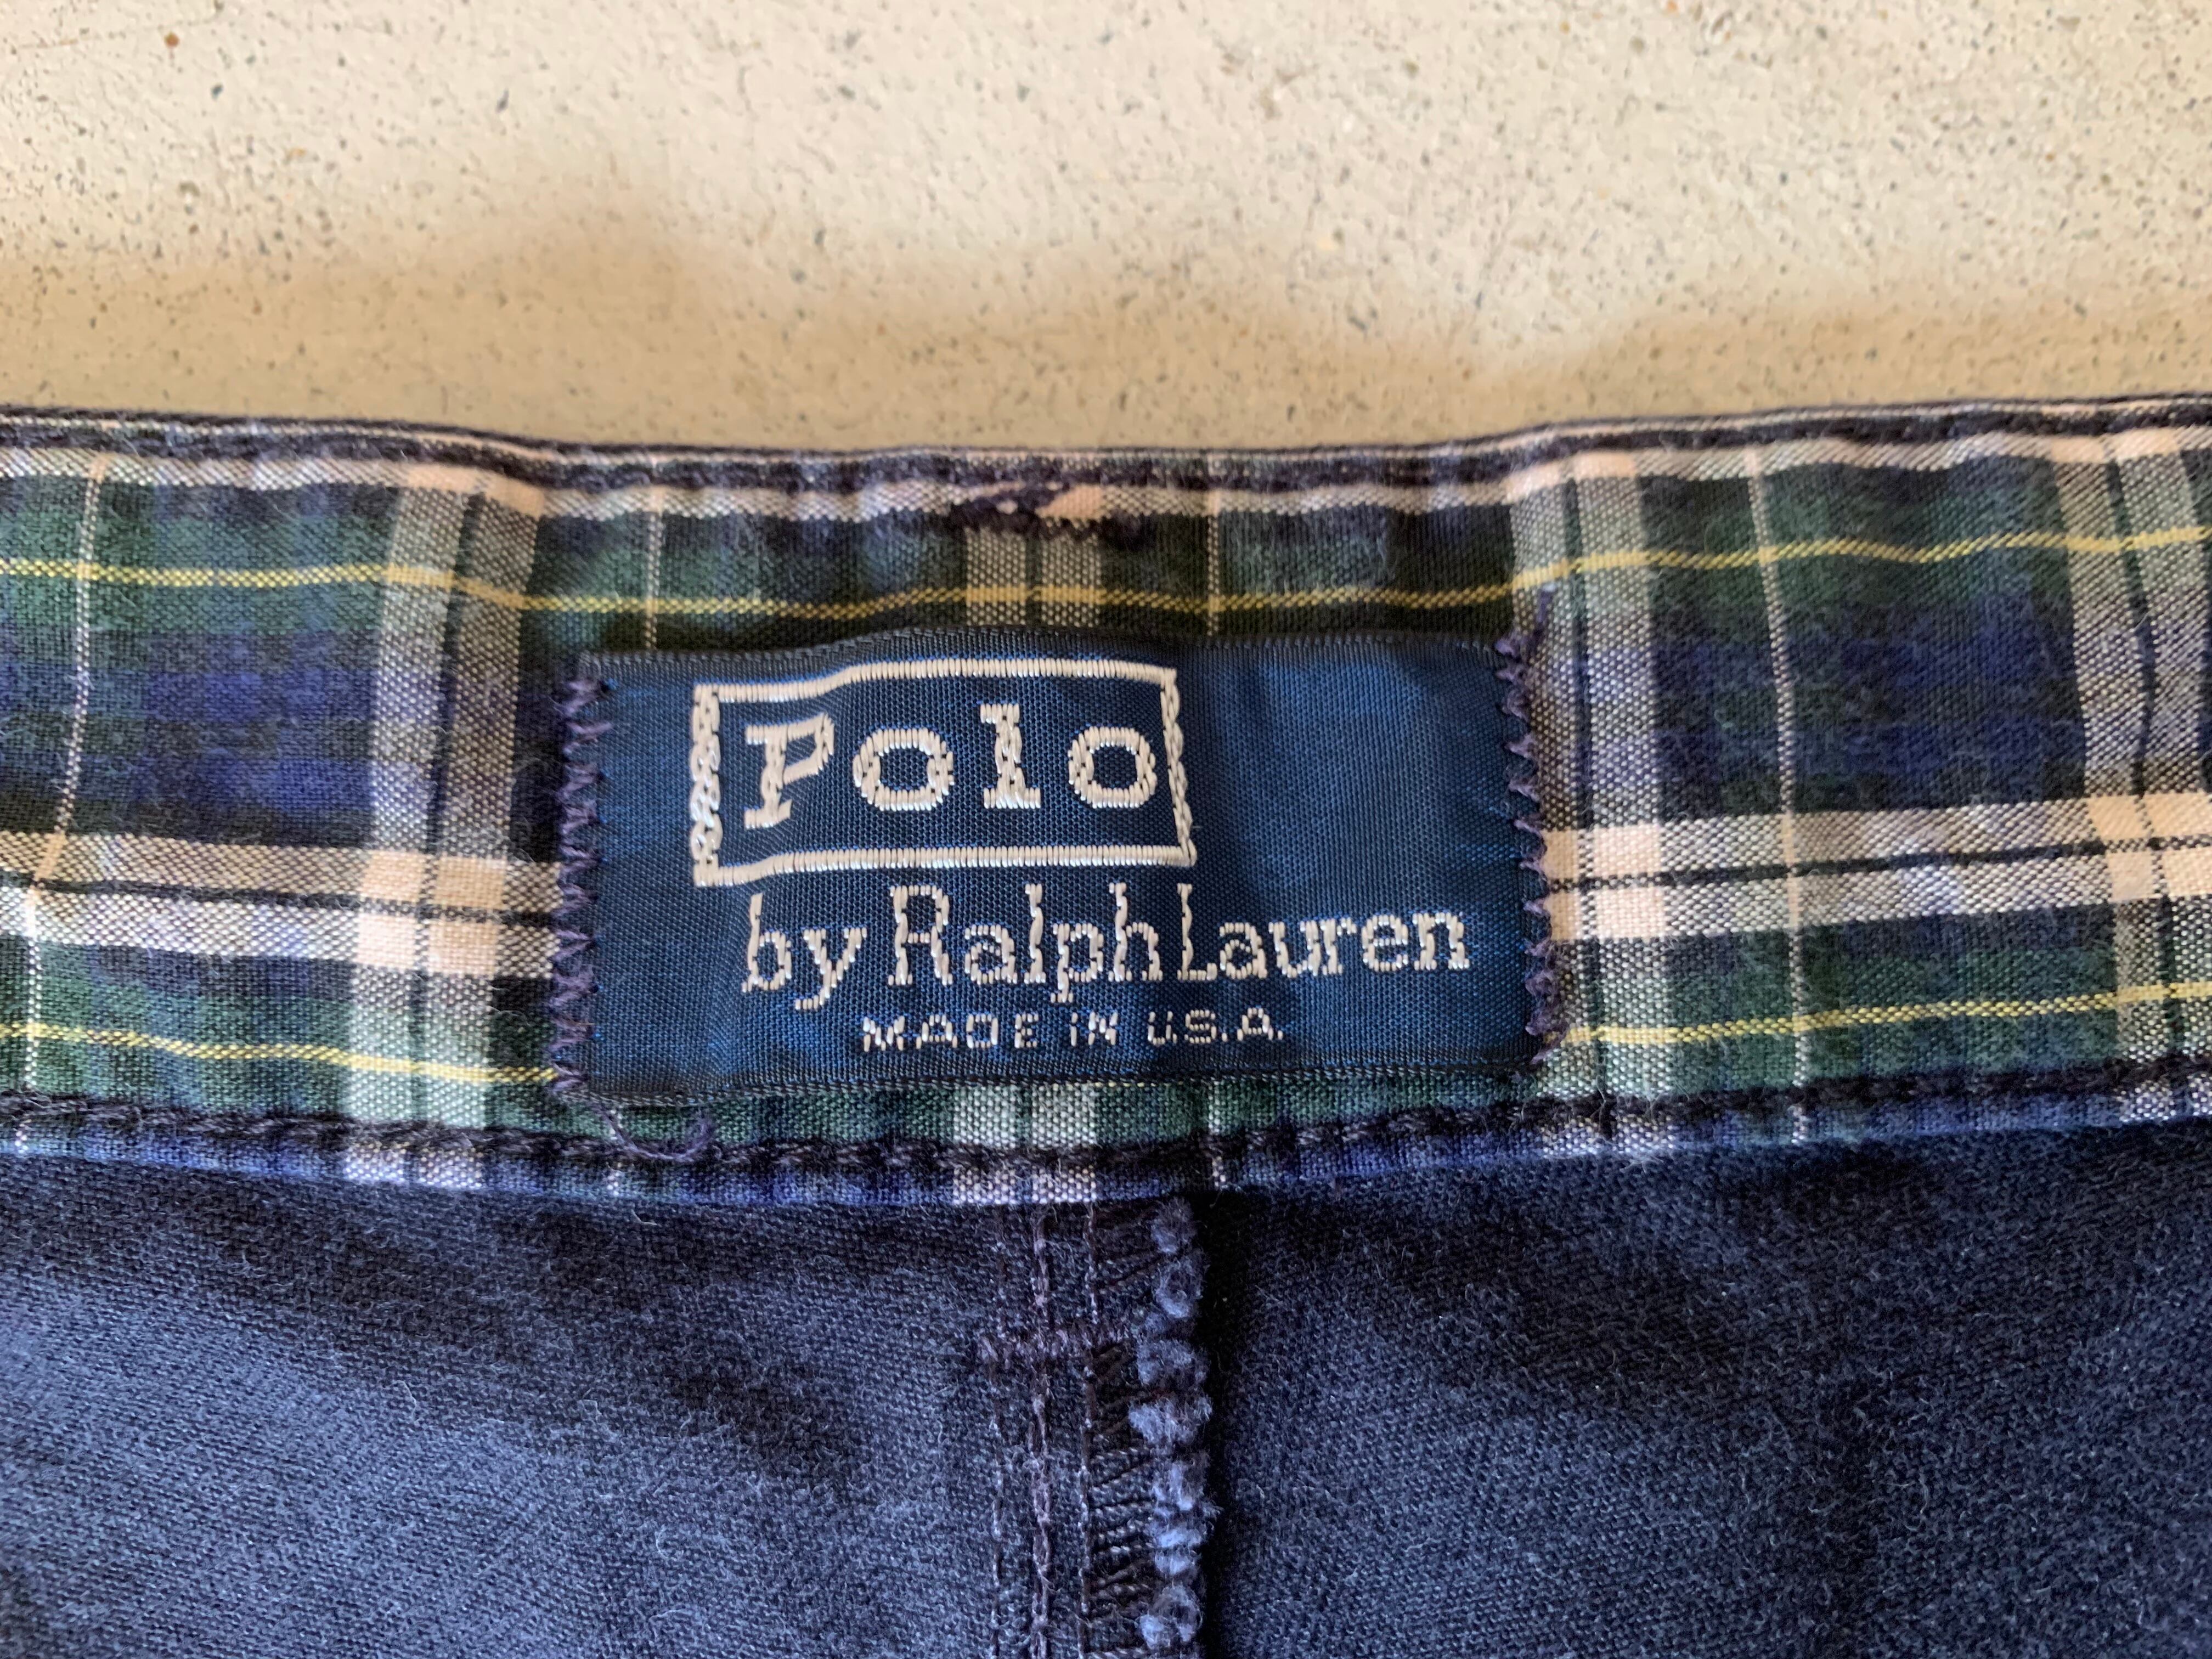 Polo
by Ralph Lauren
MADE IN U.S.A.